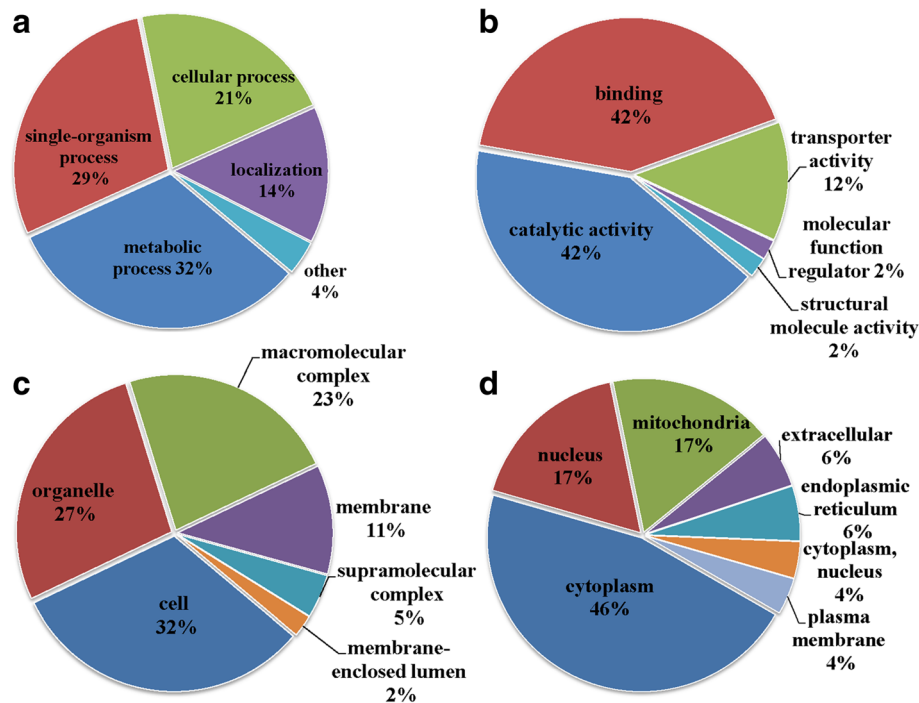 a
cellular process
21%
single-organism
process
29%
localization
14%
metabolic
process 32%
other
4%
b
binding
42%
transporter
activity
12%
catalytic activity
42%
molecular
function
regulator 2%
structural
molecule activity
2%
c
macromolecular
complex
23%
organelle
27%
membrane
11%
supramolecular
complex
5%
cell
32%
membrane-
enclosed lumen
2%
d
mitochondria
17%
nucleus
17%
extracellular
6%
endoplasmic
reticulum
6%
cytoplasm,
nucleus
4%
cytoplasm
46%
plasma
membrane
4%